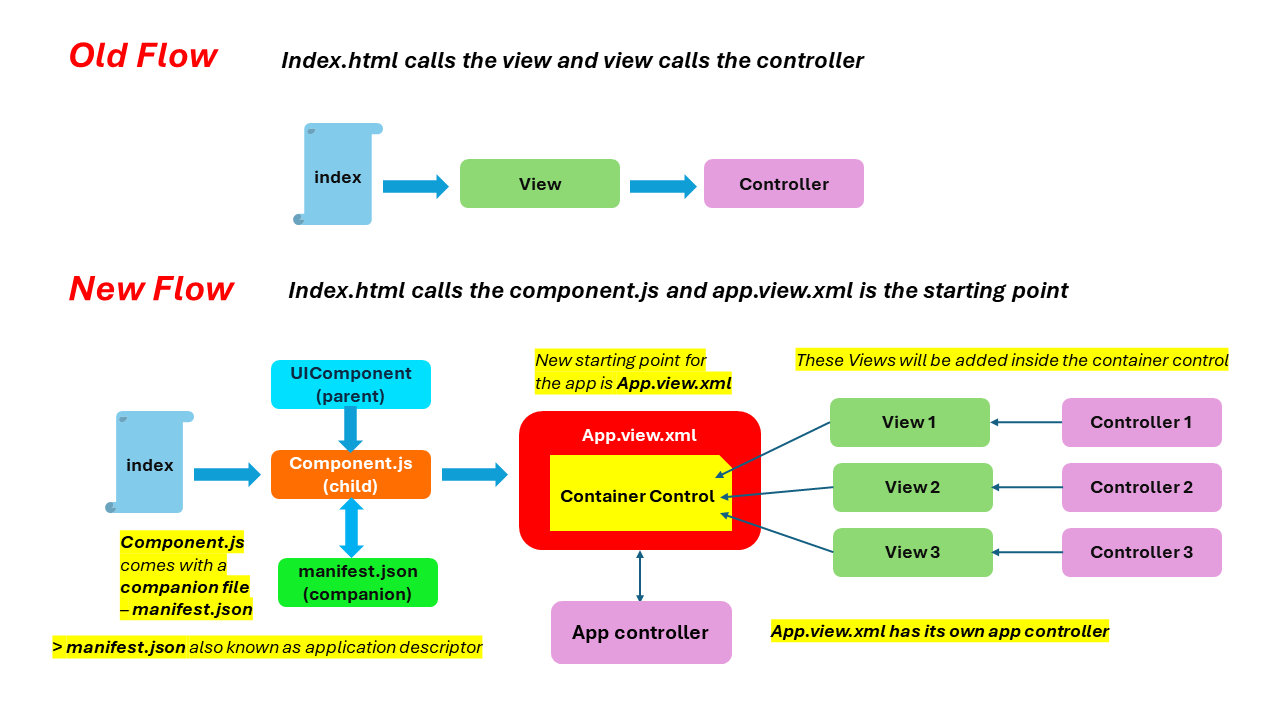 Old Flow
Index.html calls the view and view calls the controller
index
View
Controller
New Flow
Index.html calls the component.js and app.view.xml is the starting point
New starting point for
the app is App.view.xml
These Views will be added inside the container control
UIComponent
(parent)
index
Component.js
(child)
App.view.xml
Container Control
View 1
Controller 1
View 2
Controller 2
View 3
Controller 3
Component.js
comes with a
companion file
– manifest.json
manifest.json
(companion)
App controller
App.view.xml has its own app controller
> manifest.json also known as application descriptor